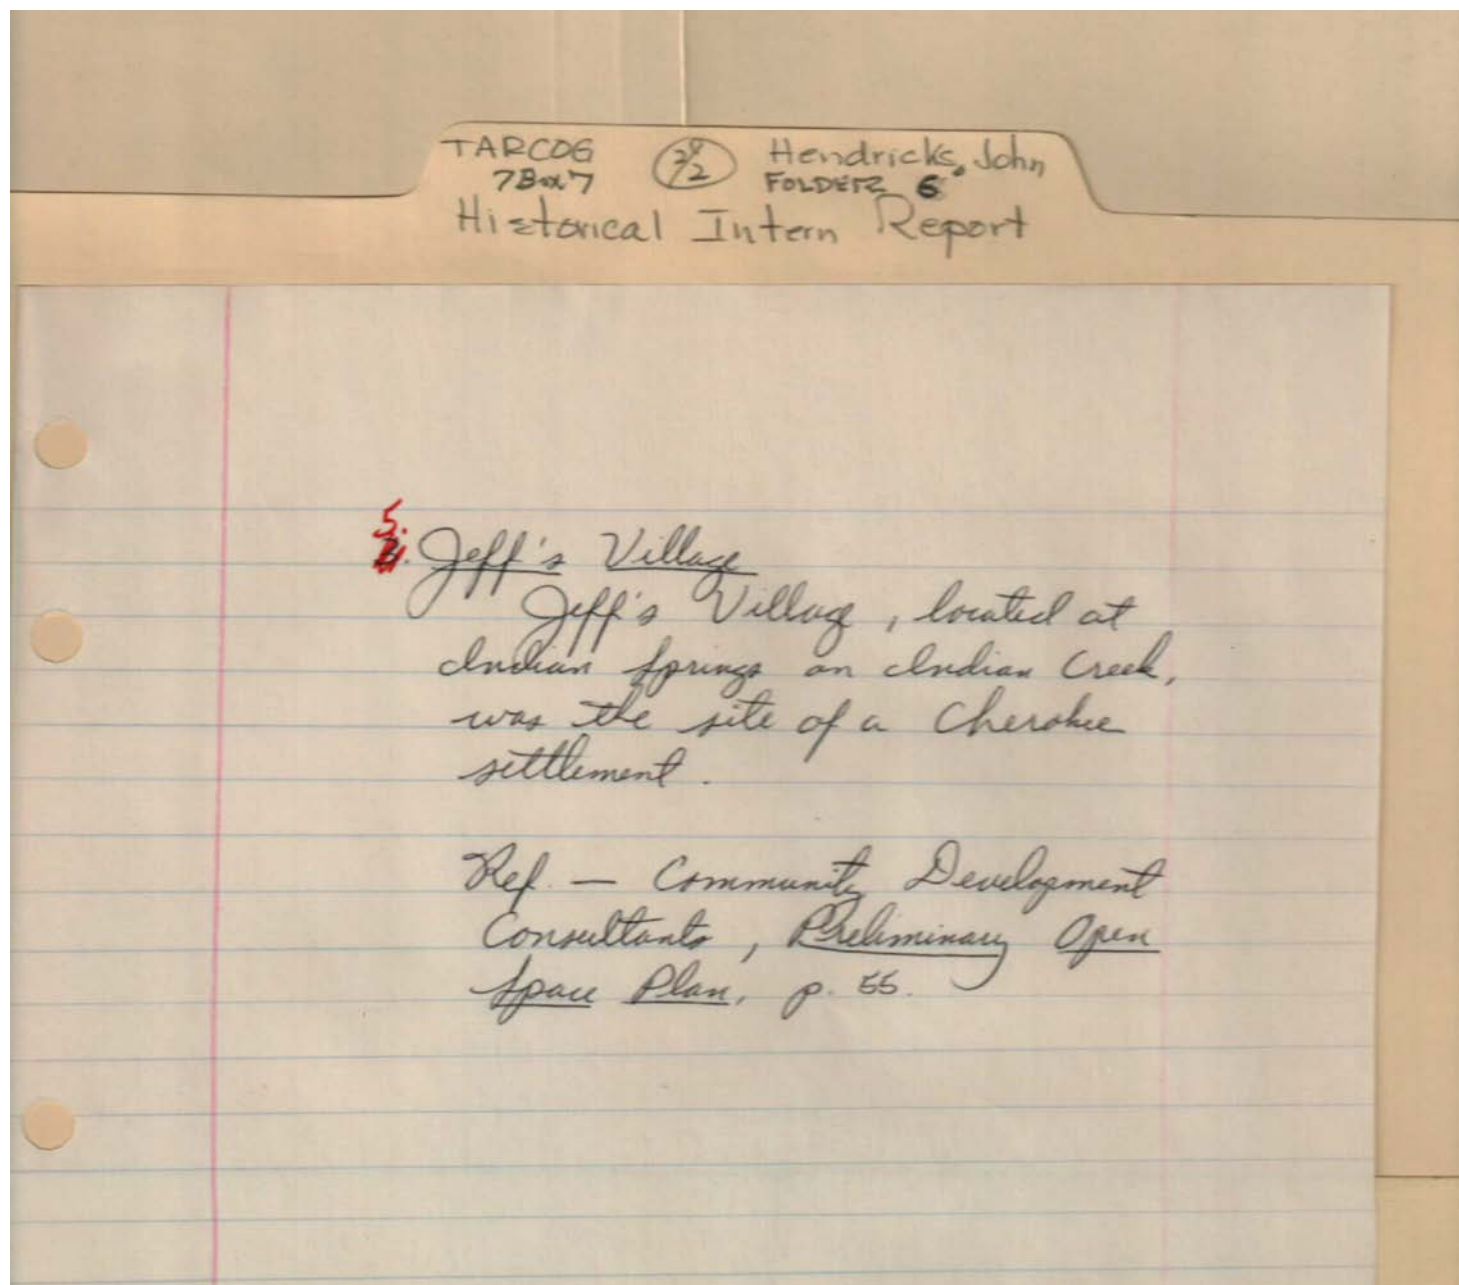 TARCOG Hendricks, John
7Box7 FOLDER 6
Historical Intern Report
5.
Jeff's Village
Jeff's Village, located at
Indian Springs on Indian Creek,
was the site of a Cherokee
settlement.
Ref. — Community Development
Consultants, Preliminary Open
Space Plan, p. 55.